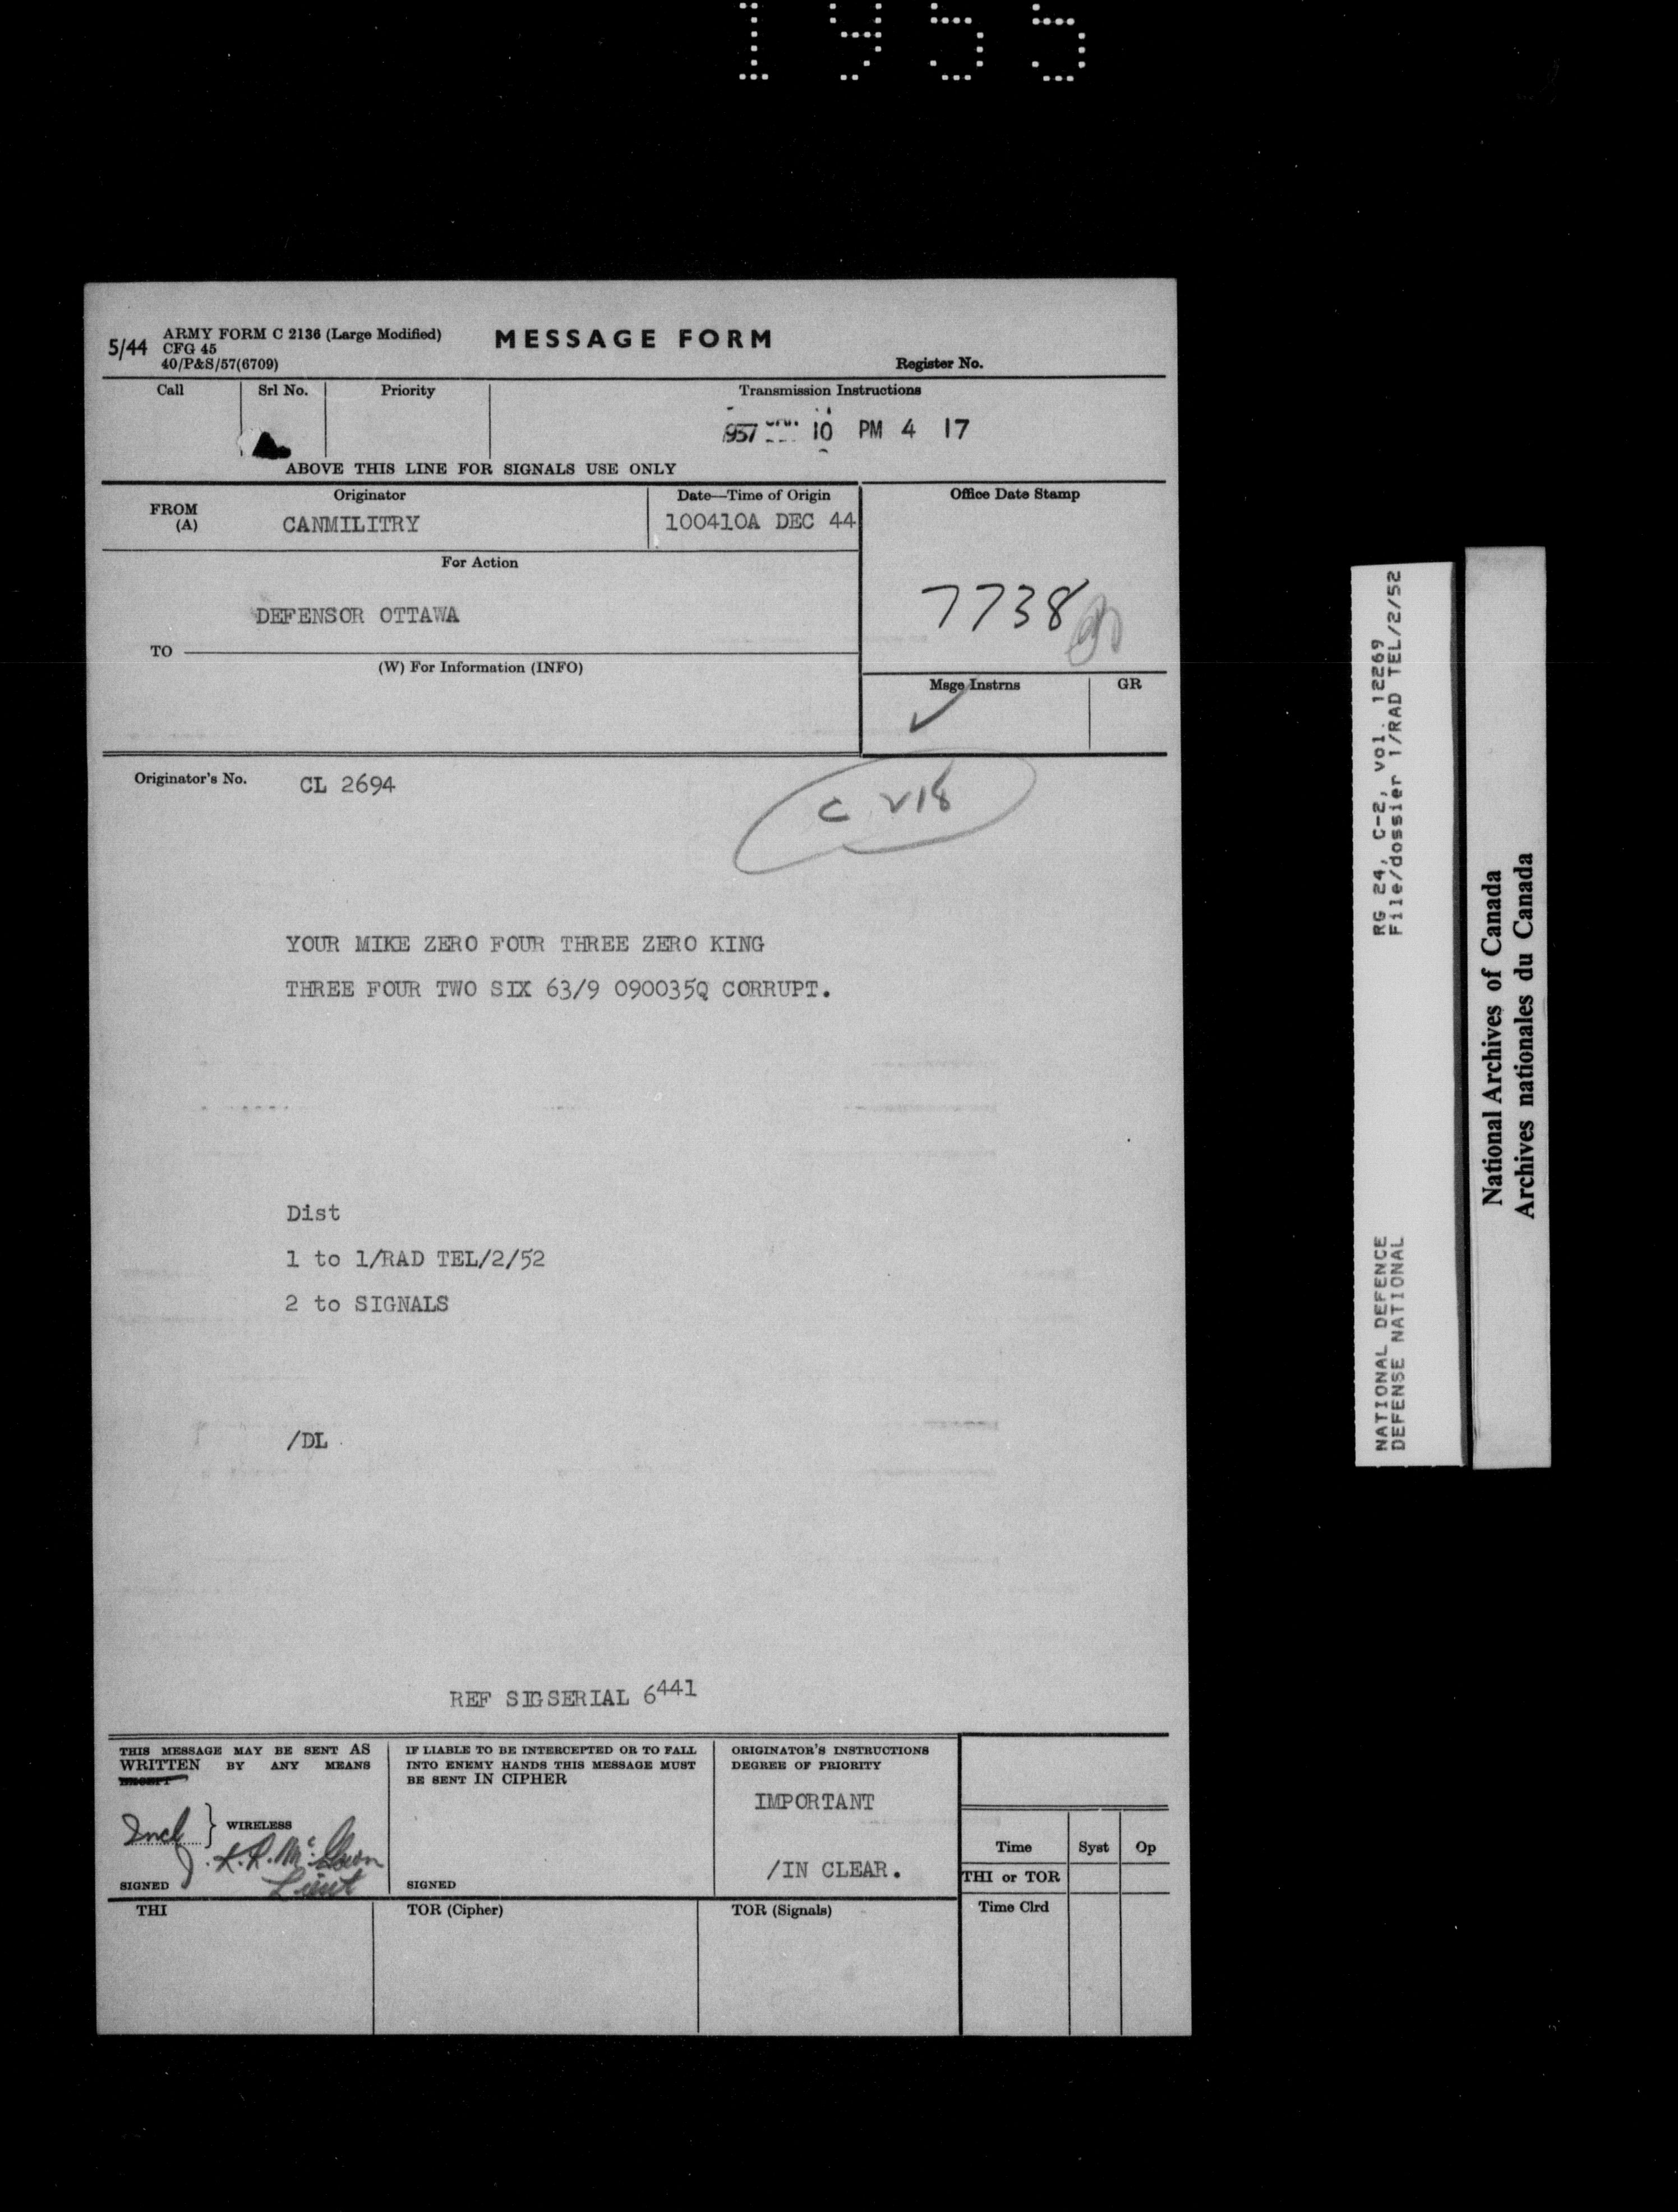 1955
5/44 ARMY FORM C 2136 (Large Modified)
CFG 45
40/P&S/57(6709)
MESSAGE FORM
Register No.
Call
Srl No.
Priority
Transmission Instructions
957 10 PM 4 17
ABOVE THIS LINE FOR SIGNALS USE ONLY
FROM
(A)
Originator
CANMILITRY
Date—Time of Origin
100410A DEC 44
Office Date Stamp
For Action
DEFENSOR OTTAWA
7738
TO
(W) For Information (INFO)
Msge Instrns
GR
Originator's No. CL 2694
C 218
YOUR MIKE ZERO FOUR THREE ZERO KING
THREE FOUR TWO SIX 63/9 090035Q CORRUPT.
Dist
1 to 1/RAD TEL/2/52
2 to SIGNALS
/DL
REF SIGSERIAL 6441
THIS MESSAGE MAY BE SENT AS
WRITTEN BY ANY MEANS
EXCEPT
Incl } WIRELESS
K.R. Mc
Lieut
SIGNED
IF LIABLE TO BE INTERCEPTED OR TO FALL
INTO ENEMY HANDS THIS MESSAGE MUST
BE SENT IN CIPHER
SIGNED
ORIGINATOR'S INSTRUCTIONS
DEGREE OF PRIORITY
IMPORTANT
/IN CLEAR.
Time
Syst
Op
THI or TOR
Time Clrd
THI
TOR (Cipher)
TOR (Signals)
NATIONAL DEFENCE RG 24, C-2, vol. 12269
DEFENSE NATIONAL File/dossier 1/RAD TEL/2/52
National Archives of Canada
Archives nationales du Canada